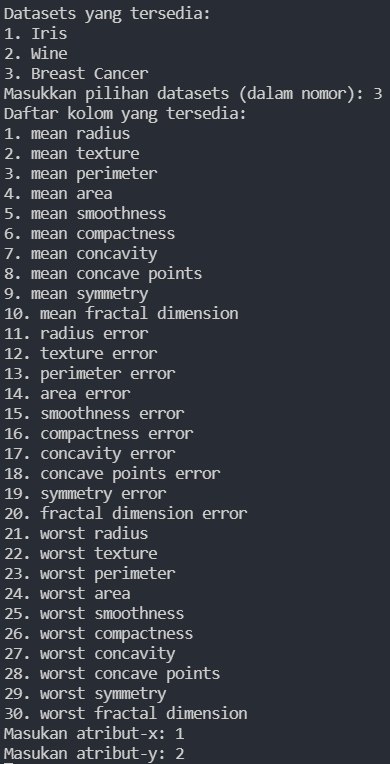 Datasets yang tersedia:
1. Iris
2. Wine
3. Breast Cancer
Masukkan pilihan datasets (dalam nomor): 3
Daftar kolom yang tersedia:
1. mean radius
2. mean texture
3. mean perimeter
4. mean area
5. mean smoothness
6. mean compactness
7. mean concavity
8. mean concave points
9. mean symmetry
10. mean fractal dimension
11. radius error
12. texture error
13. perimeter error
14. area error
15. smoothness error
16. compactness error
17. concavity error
18. concave points error
19. symmetry error
20. fractal dimension error
21. worst radius
22. worst texture
23. worst perimeter
24. worst area
25. worst smoothness
26. worst compactness
27. worst concavity
28. worst concave points
29. worst symmetry
30. worst fractal dimension
Masukan atribut-x: 1
Masukan atribut-y: 2